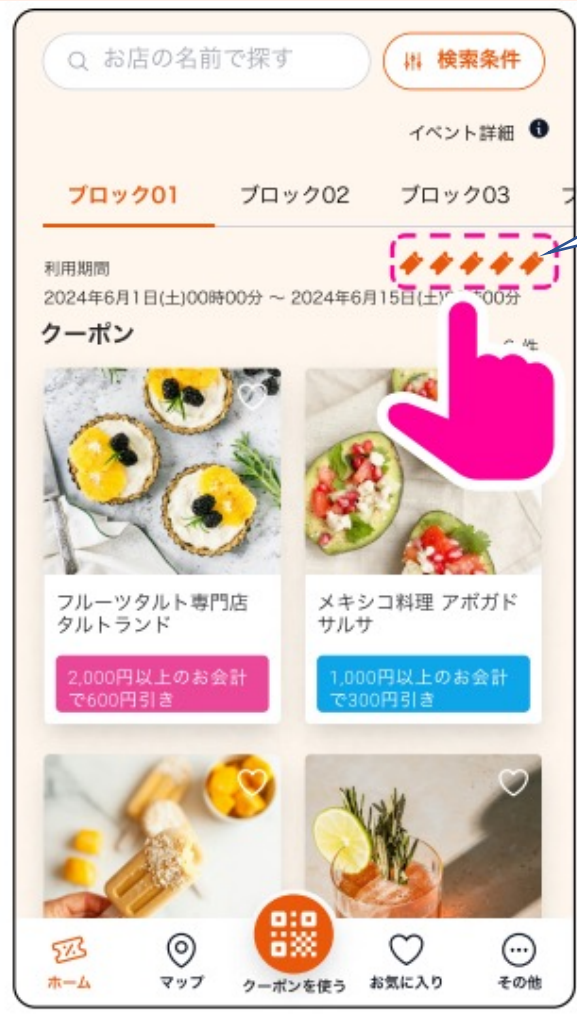 お店の名前で探す
検索条件
イベント詳細
ブロック01 ブロック02 ブロック03
利用期間
2024年6月1日(土)00時00分 ~ 2024年6月15日(土)
00分
クーポン
件
フルーツタルト専門店
タルトランド
メキシコ料理 アボガド
サルサ
2,000円以上のお会計
で600円引き
1,000円以上のお会計
で300円引き
ホーム
マップ
クーポンを使う
お気に入り
その他